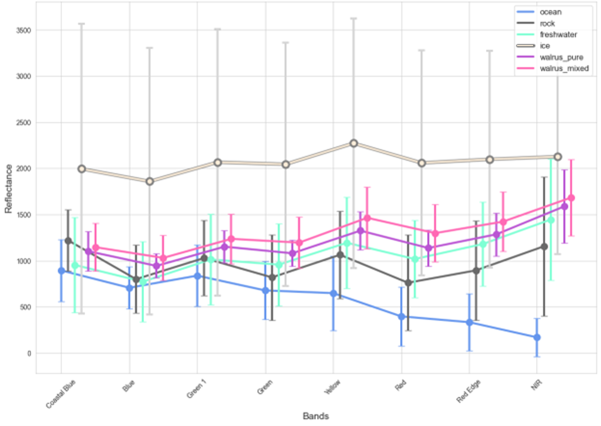 3500
3000
2500
2000
1500
1000
500
0
Reflectance
Coastal Blue
Blue
Green 1
Green
Yellow
Red
Red Edge
NIR
Bands
ocean
rock
freshwater
ice
walrus_pure
walrus_mixed